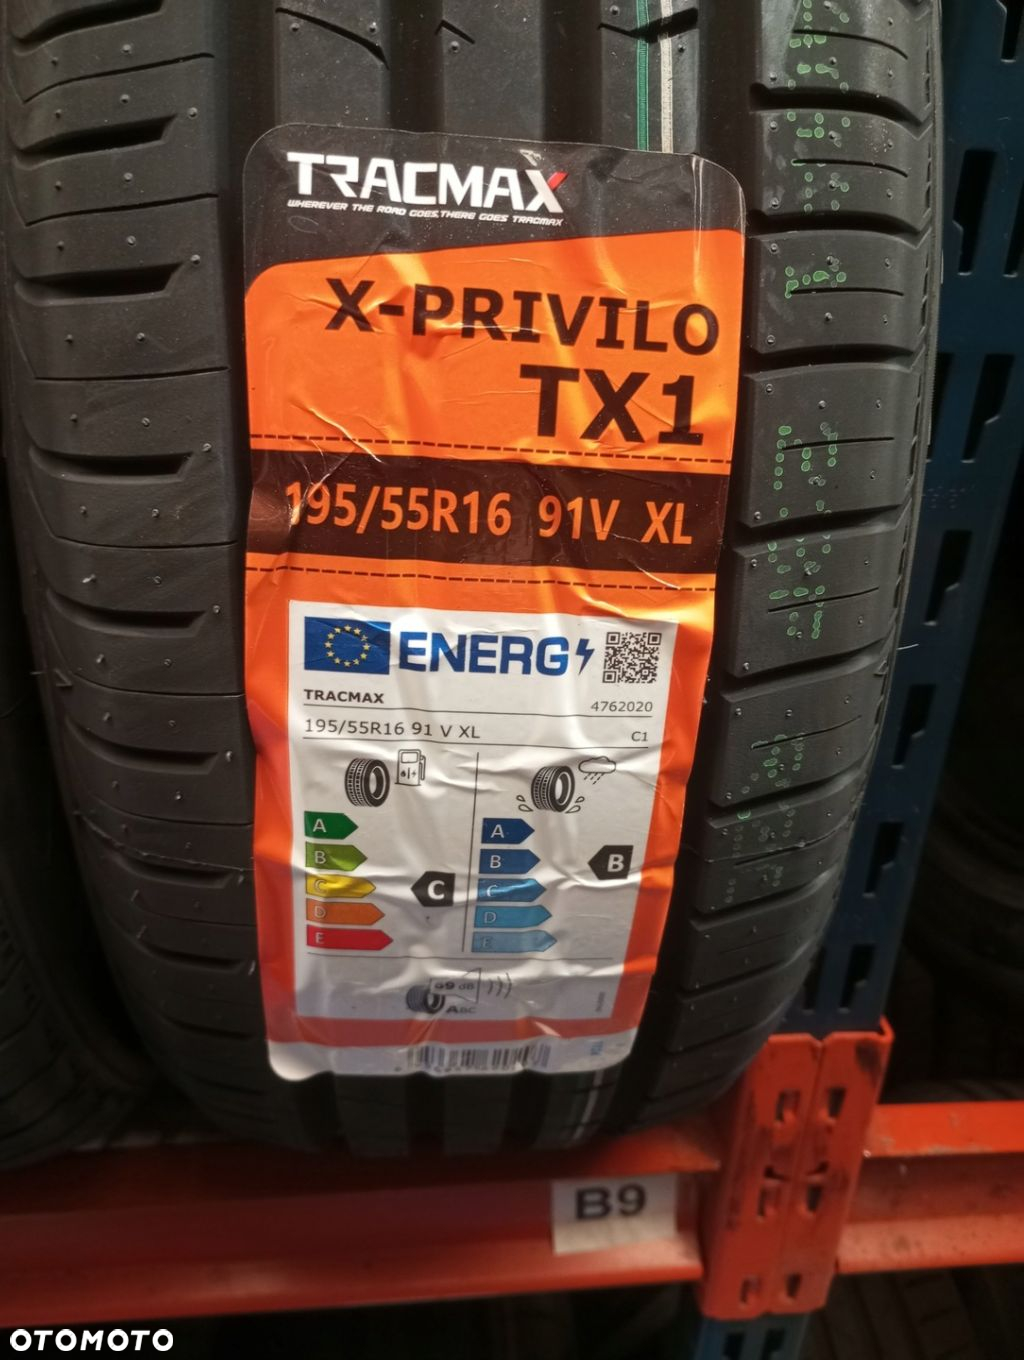 TRACMAX
WHEREVER THE ROAD GOES, THERE GOES TRACMAX
X-PRIVILO
TX1
195/55R16 91V XL
ENERG
TRACMAX
4762020
195/55R16 91 V XL
C1
A
B
C
D
E
C
A
B
C
D
E
B
69 dB
ABC
B9
OTOMOTO